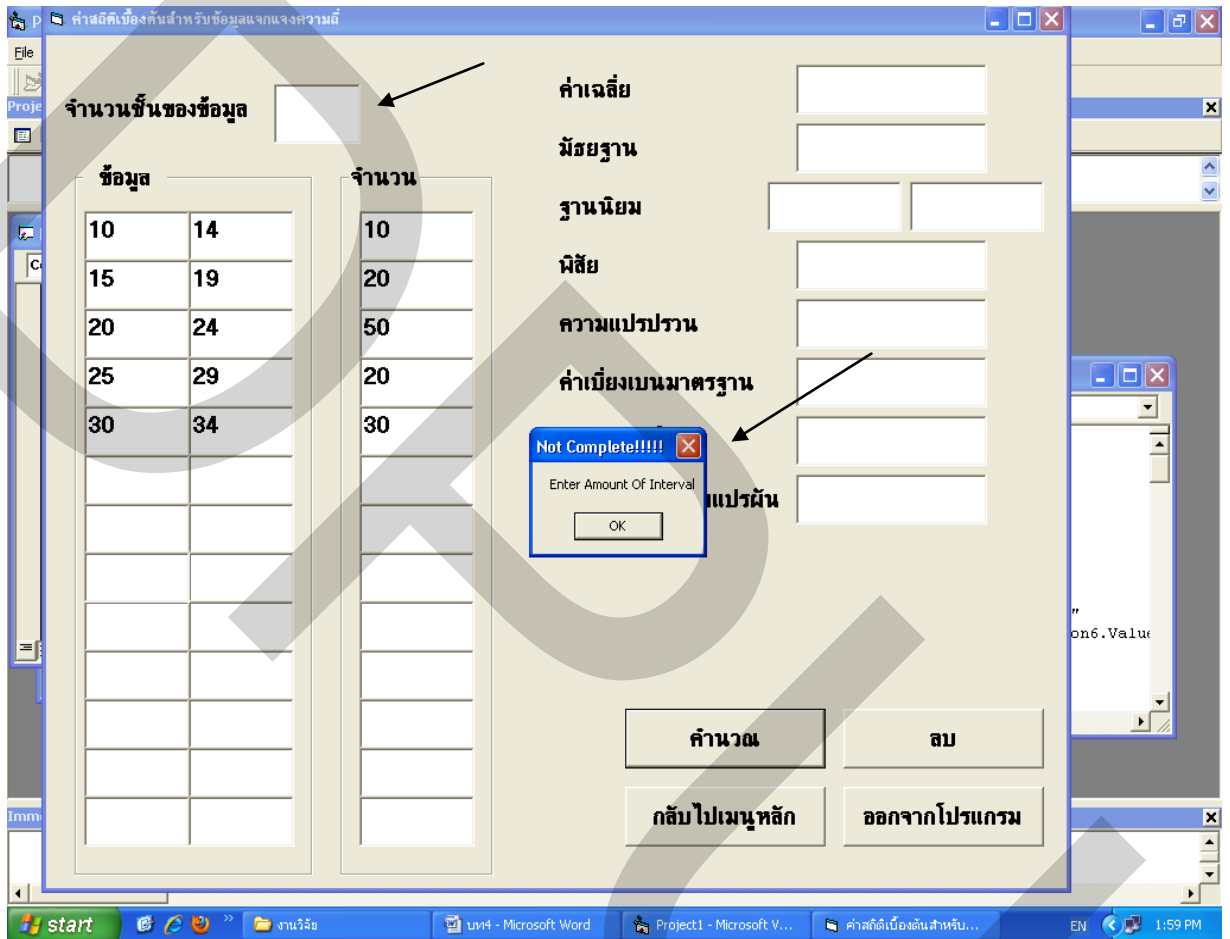 ค่าสถิติเบื้องต้นสำหรับข้อมูลแจกแจงความถี่
File
Proje
จำนวนชั้นของข้อมูล
ข้อมูล
จำนวน
10 14 10
15 19 20
20 24 50
25 29 20
30 34 30
ค่าเฉลี่ย
มัธยฐาน
ฐานนิยม
พิสัย
ความแปรปรวน
ค่าเบี่ยงเบนมาตรฐาน
Not Complete!!!!!
Enter Amount Of Interval
OK
แปรผัน
คำนวณ
ลบ
กลับไปเมนูหลัก
ออกจากโปรแกรม
"
on6.Value
Imm
start
งานวิจัย
บท4 - Microsoft Word
Project1 - Microsoft V...
ค่าสถิติเบื้องต้นสำหรับ...
EN
1:59 PM